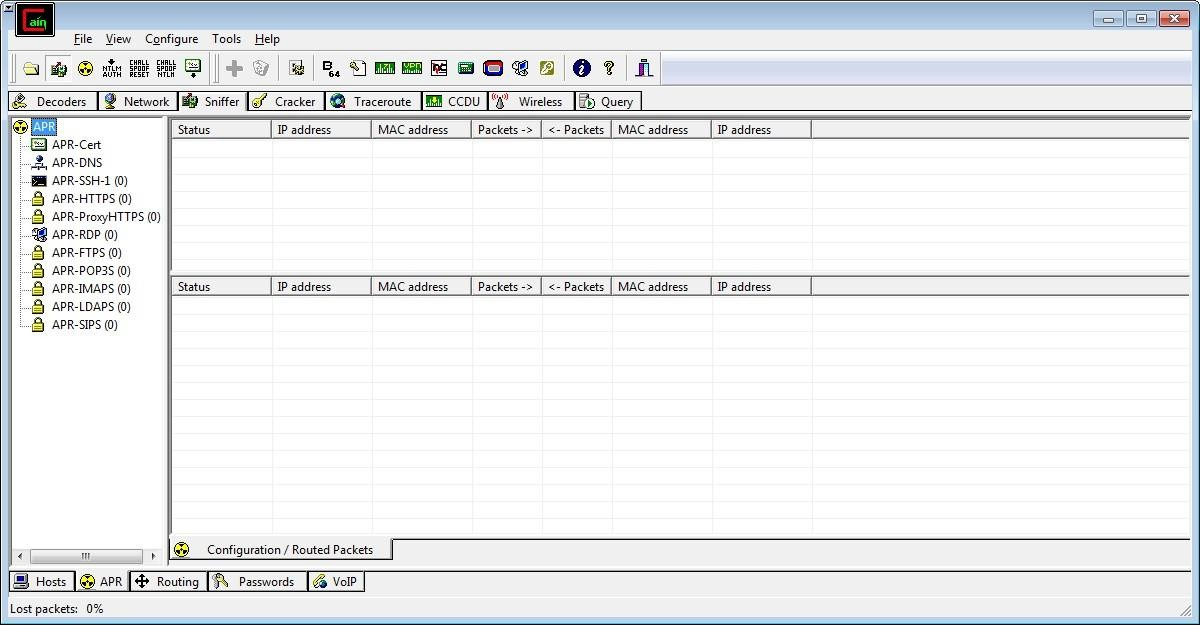 Cain
File View Configure Tools Help
NTLM AUTH CHALL SPOOF RESET CHALL SPOOF NTLM B64
Decoders Network Sniffer Cracker Traceroute CCDU Wireless Query
APR
APR-Cert
APR-DNS
APR-SSH-1 (0)
APR-HTTPS (0)
APR-ProxyHTTPS (0)
APR-RDP (0)
APR-FTPS (0)
APR-POP3S (0)
APR-IMAPS (0)
APR-LDAPS (0)
APR-SIPS (0)
Status IP address MAC address Packets -> <- Packets MAC address IP address
Status IP address MAC address Packets -> <- Packets MAC address IP address
Configuration / Routed Packets
Hosts APR Routing Passwords VoIP
Lost packets: 0%